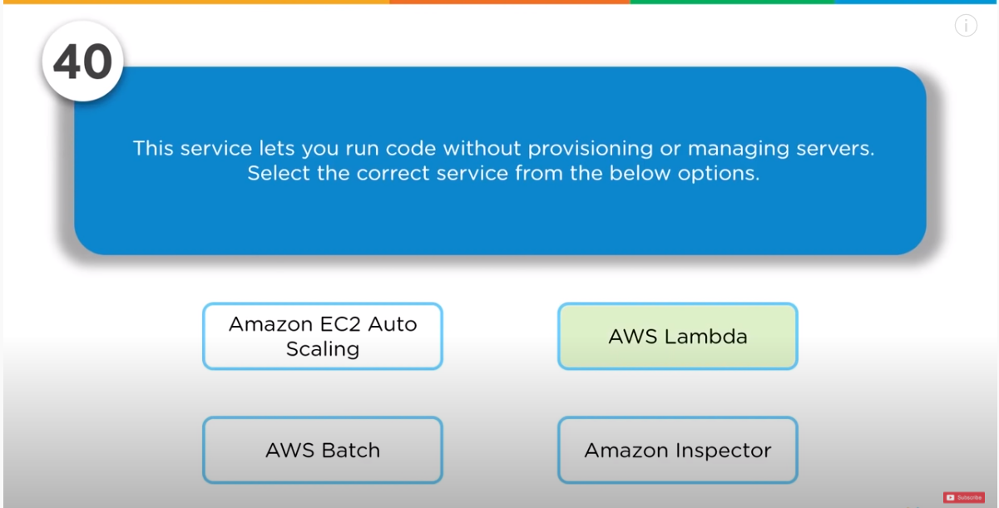 40
This service lets you run code without provisioning or managing servers.
Select the correct service from the below options.
Amazon EC2 Auto
Scaling
AWS Lambda
AWS Batch
Amazon Inspector
Subscribe